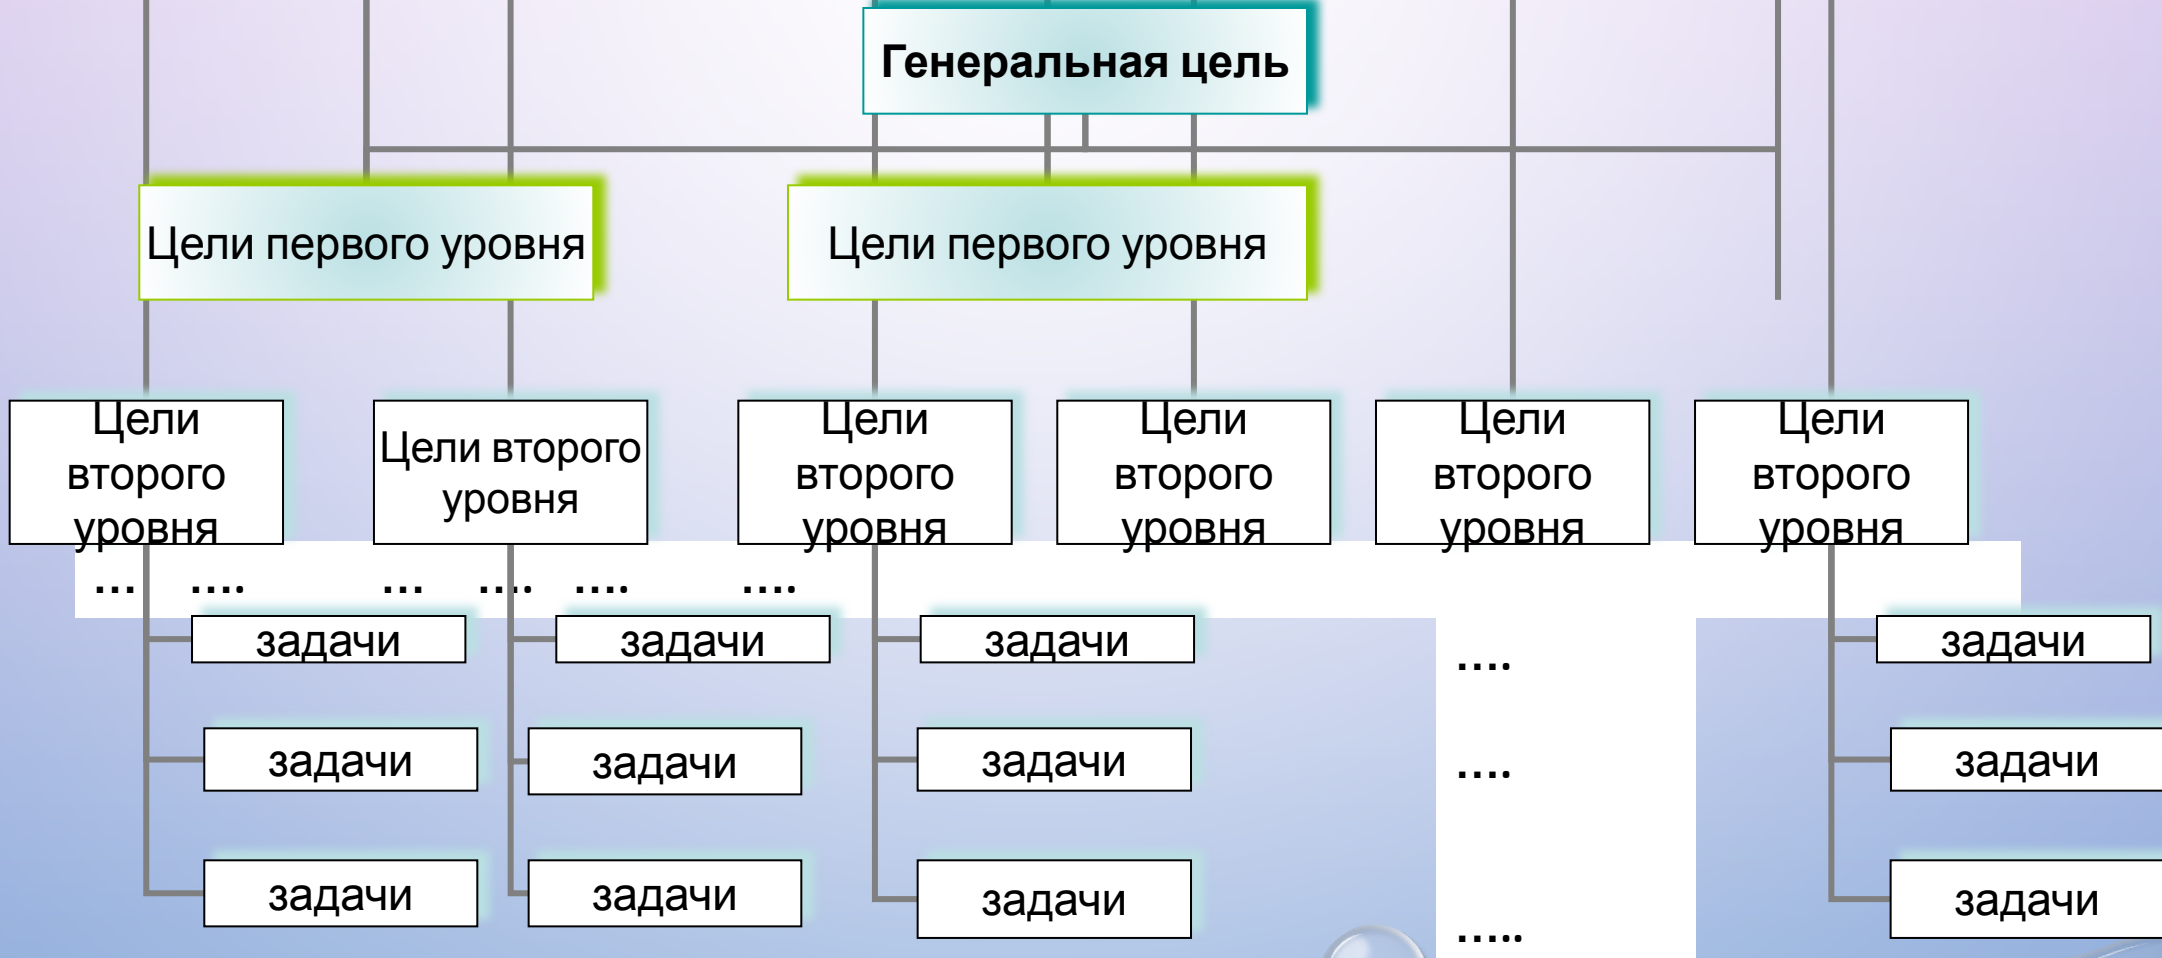 Генеральная цель
Цели первого уровня
Цели первого уровня
Цели
второго
уровня
Цели второго
уровня
Цели
второго
уровня
Цели
второго
уровня
Цели
второго
уровня
Цели
второго
уровня
... .... ... .... .... ....
задачи
задачи
задачи
....
задачи
задачи
задачи
задачи
....
задачи
задачи
задачи
задачи
.....
задачи